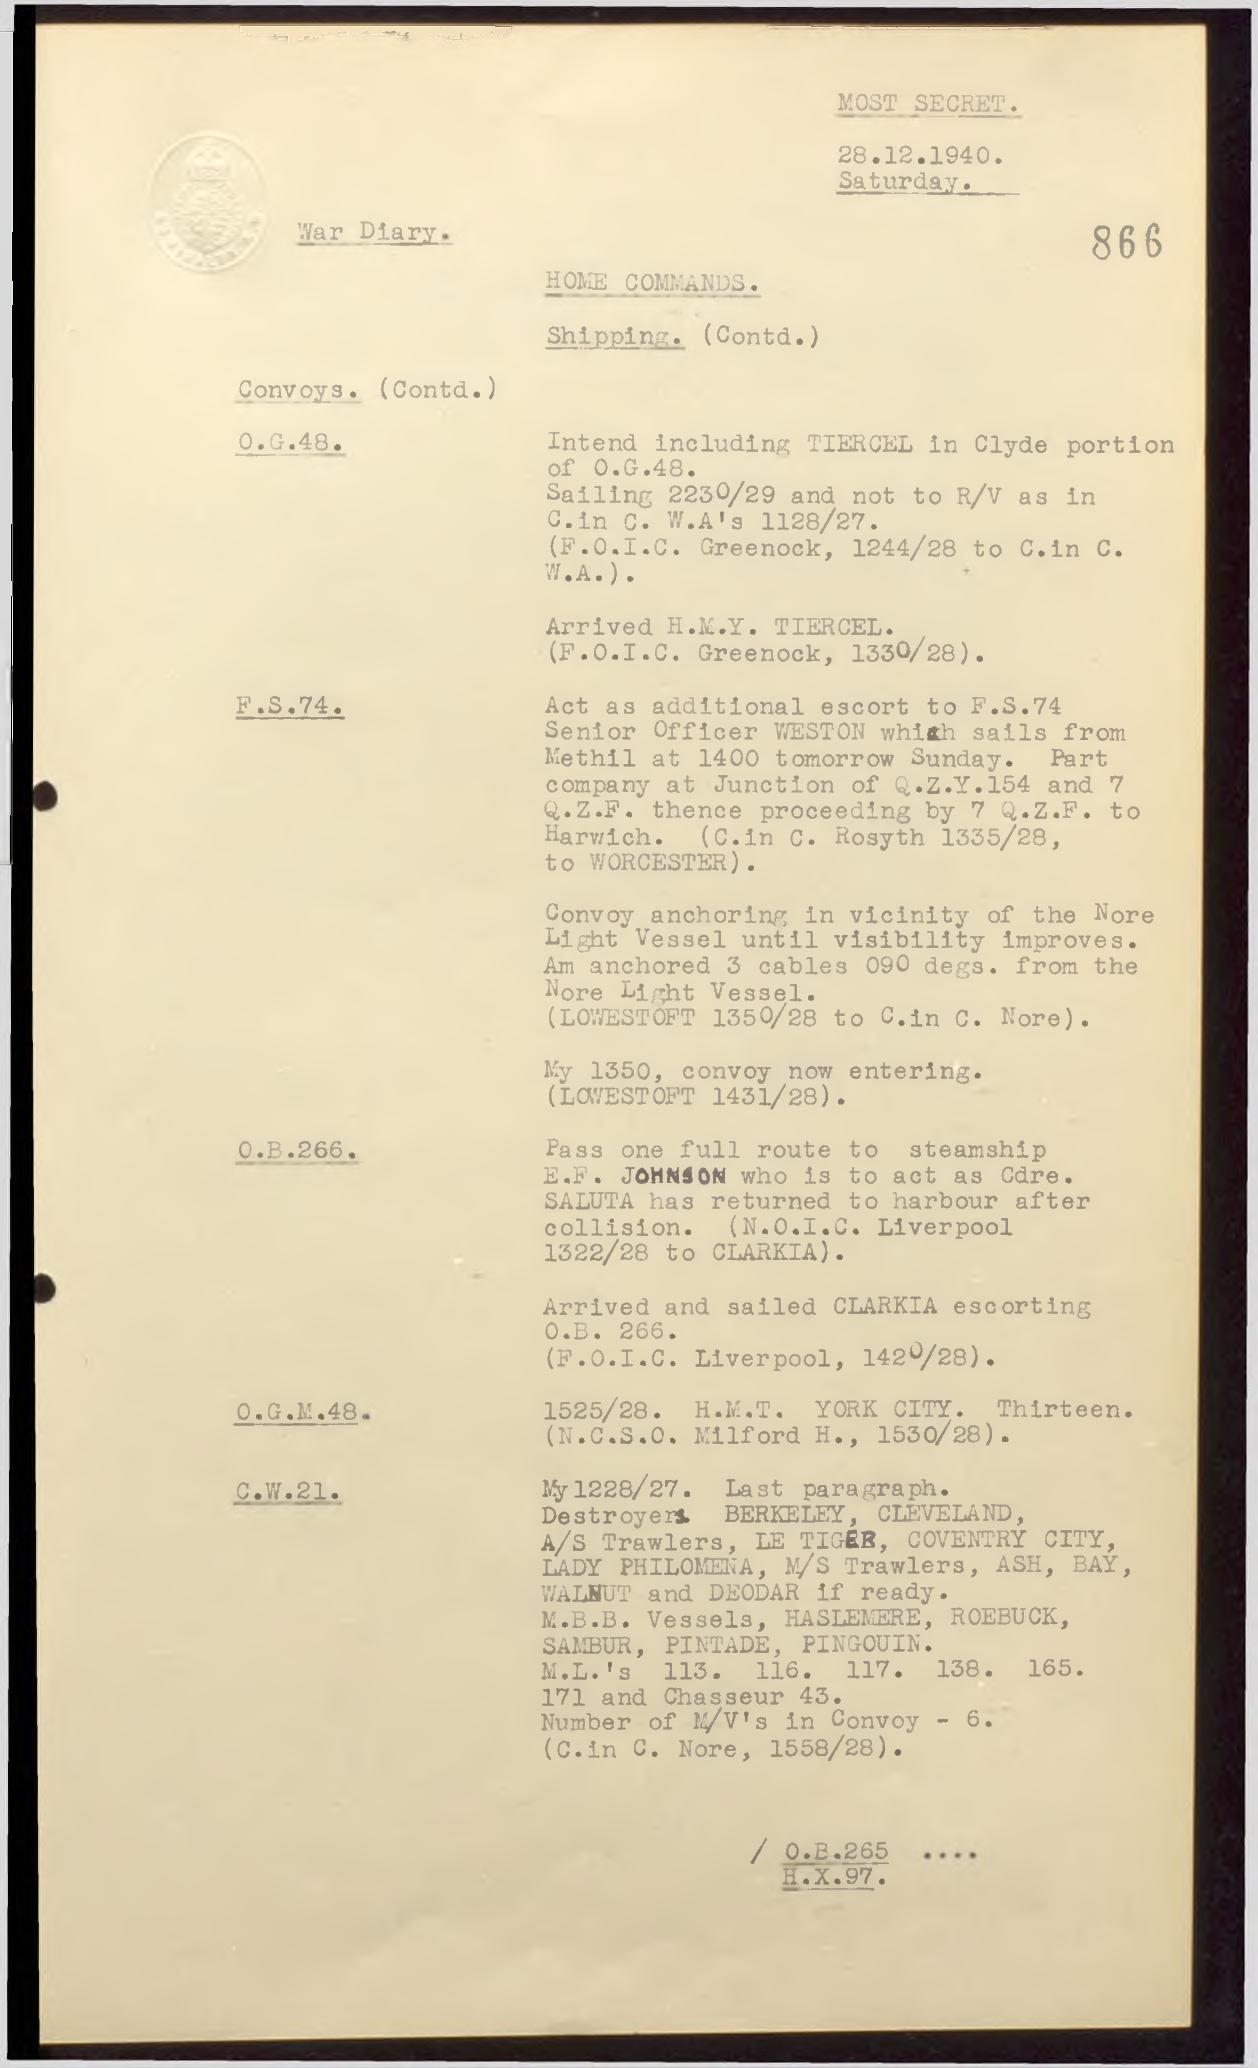 MOST SECRET.
28.12.1940.
Saturday.
War Diary.
866
HOME COMMANDS.
Shipping. (Contd.)
Convoys. (Contd.)
O.G.48.
Intend including TIERCEL in Clyde portion
of O.G.48.
Sailing 2230/29 and not to R/V as in
C.in C. W.A's 1128/27.
(F.O.I.C. Greenock, 1244/28 to C.in C.
W.A.).
Arrived H.M.Y. TIERCEL.
(F.O.I.C. Greenock, 1330/28).
F.S.74.
Act as additional escort to F.S.74
Senior Officer WESTON which sails from
Methil at 1400 tomorrow Sunday. Part
company at Junction of Q.Z.Y.154 and 7
Q.Z.F. thence proceeding by 7 Q.Z.F. to
Harwich. (C.in C. Rosyth 1335/28,
to WORCESTER).
Convoy anchoring in vicinity of the Nore
Light Vessel until visibility improves.
Am anchored 3 cables 090 degs. from the
Nore Light Vessel.
(LOWESTOFT 1350/28 to C.in C. Nore).
My 1350, convoy now entering.
(LOWESTOFT 1431/28).
O.B.266.
Pass one full route to steamship
E.F. JOHNSON who is to act as Cdre.
SALUTA has returned to harbour after
collision. (N.O.I.C. Liverpool
1322/28 to CLARKIA).
Arrived and sailed CLARKIA escorting
O.B. 266.
(F.O.I.C. Liverpool, 1420/28).
O.G.M.48.
1525/28. H.M.T. YORK CITY. Thirteen.
(N.C.S.O. Milford H., 1530/28).
C.W.21.
My 1228/27. Last paragraph.
Destroyers BERKELEY, CLEVELAND,
A/S Trawlers, LE TIGER, COVENTRY CITY,
LADY PHILOMENA, M/S Trawlers, ASH, BAY,
WALNUT and DEODAR if ready.
M.B.B. Vessels, HASLEMERE, ROEBUCK,
SAMBUR, PINTADE, PINGOUIN.
M.L.'s 113. 116. 117. 138. 165.
171 and Chasseur 43.
Number of M/V's in Convoy - 6.
(C.in C. Nore, 1558/28).
/ O.B.265 ....
H.X.97.